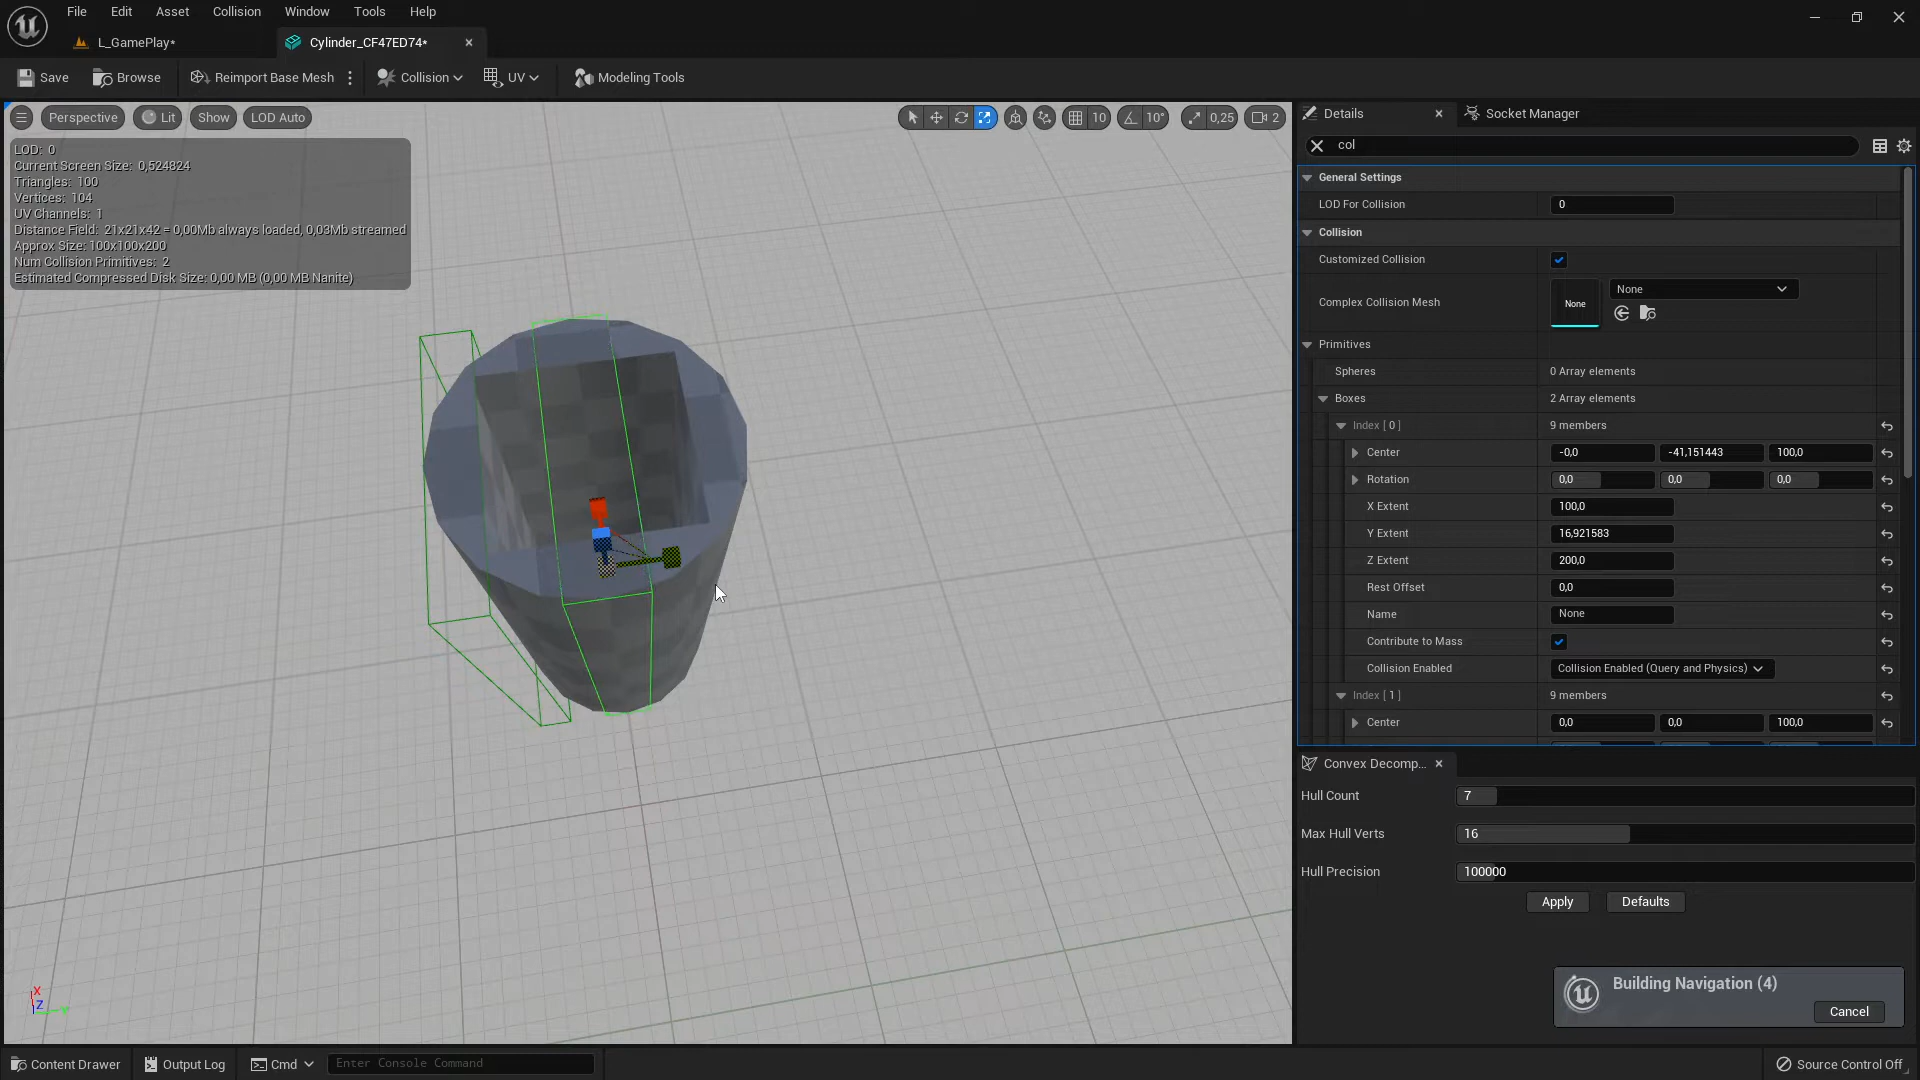 File Edit Asset Collision Window Tools Help
L_GamePlay*
Cylinder_CF47ED74*
Save Browse Reimport Base Mesh Collision UV Modeling Tools
Perspective Lit Show LOD Auto
10 10° 0,25 2
LOD: 0
Current Screen Size: 0,524824
Triangles: 100
Vertices: 104
UV Channels: 1
Distance Field: 21x21x42 = 0,00Mb always loaded, 0,03Mb streamed
Approx Size: 100x100x200
Num Collision Primitives: 2
Estimated Compressed Disk Size: 0,00 MB (0,00 MB Nanite)
X
Z
Y
Details Socket Manager
col
General Settings
LOD For Collision 0
Collision
Customized Collision
Complex Collision Mesh None None
Primitives
Spheres 0 Array elements
Boxes 2 Array elements
Index [ 0 ] 9 members
Center -0,0 -41,151443 100,0
Rotation 0,0 0,0 0,0
X Extent 100,0
Y Extent 16,921583
Z Extent 200,0
Rest Offset 0,0
Name None
Contribute to Mass
Collision Enabled Collision Enabled (Query and Physics)
Index [ 1 ] 9 members
Center 0,0 0,0 100,0
Convex Decomp...
Hull Count 7
Max Hull Verts 16
Hull Precision 100000
Apply Defaults
Building Navigation (4)
Cancel
Content Drawer Output Log Cmd Enter Console Command Source Control Off